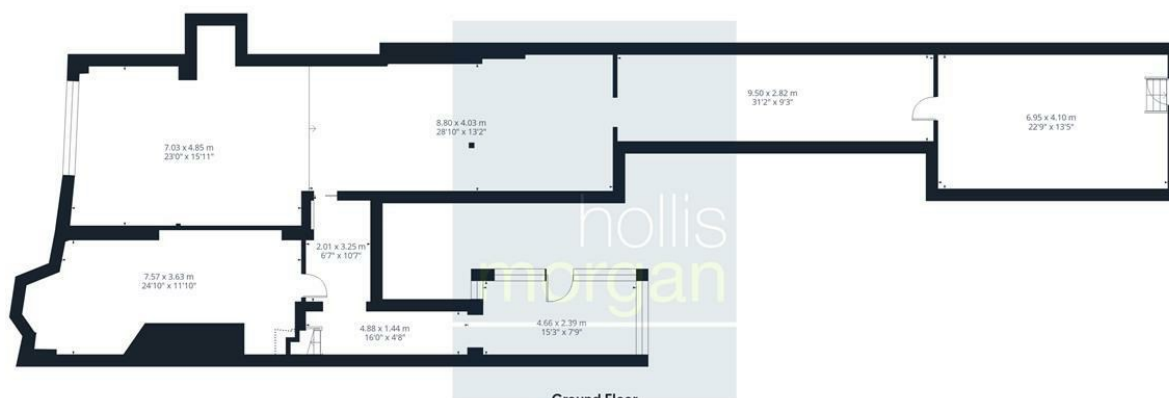 7.03 x 4.85 m
23'0" x 15'11"
8.80 x 4.03 m
28'10" x 13'2"
9.50 x 2.82 m
31'2" x 9'3"
6.95 x 4.10 m
22'9" x 13'5"
hollis
morgan
2.01 x 3.25 m
6'7" x 10'7"
7.57 x 3.63 m
24'10" x 11'10"
4.88 x 1.44 m
16'0" x 4'8"
4.66 x 2.39 m
15'3" x 7'9"
Ground Floor